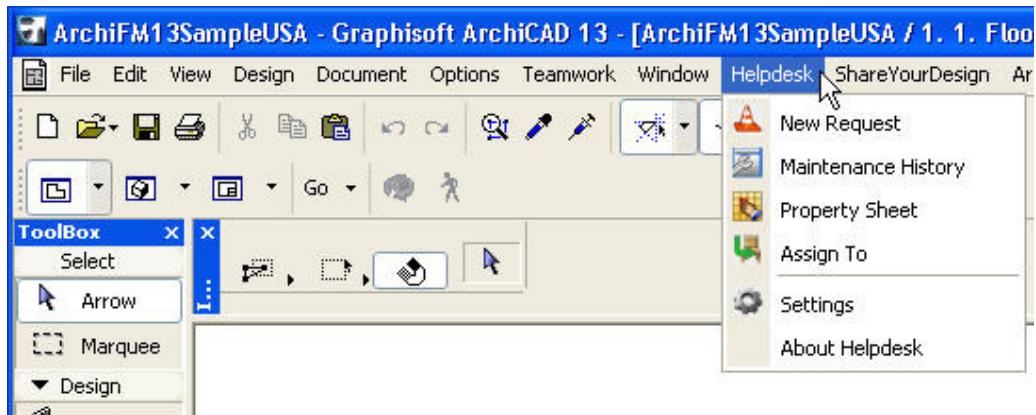 ArchiFM13SampleUSA - Graphisoft ArchiCAD 13 - [ArchiFM13SampleUSA / 1. 1. Floo
File Edit View Design Document Options Teamwork Window Helpdesk ShareYourDesign Ar
New Request
Maintenance History
Property Sheet
Assign To
Settings
About Helpdesk
Go
ToolBox
Select
Arrow
Marquee
Design
I...